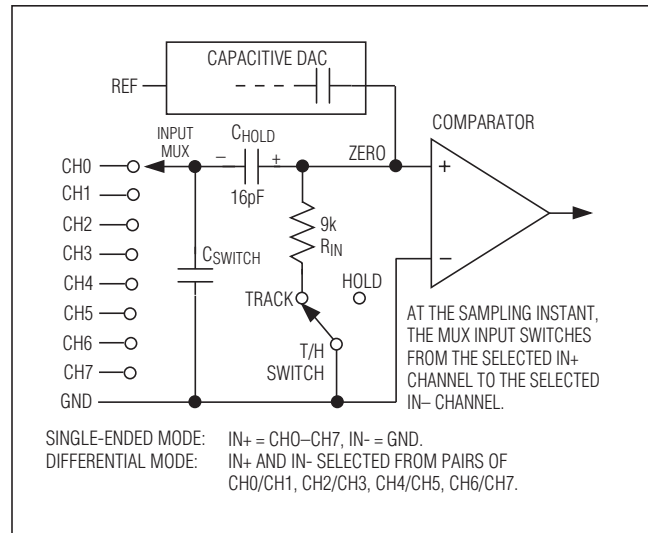 CAPACITIVE DAC
REF
COMPARATOR
INPUT
MUX
CHOLD
ZERO
– +
16pF
CH0
CH1
CH2
CH3
CH4
CH5
CH6
CH7
GND
CSWITCH
9k
RIN
TRACK
HOLD
T/H
SWITCH
+
–
AT THE SAMPLING INSTANT,
THE MUX INPUT SWITCHES
FROM THE SELECTED IN+
CHANNEL TO THE SELECTED
IN– CHANNEL.
SINGLE-ENDED MODE: IN+ = CHO–CH7, IN- = GND.
DIFFERENTIAL MODE: IN+ AND IN- SELECTED FROM PAIRS OF
CH0/CH1, CH2/CH3, CH4/CH5, CH6/CH7.